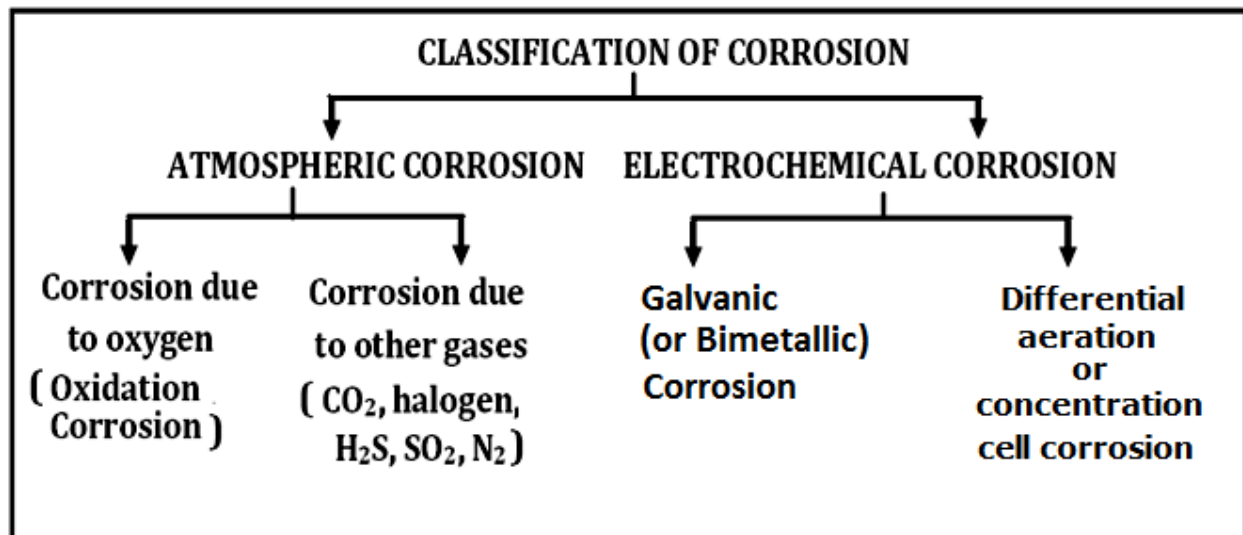 CLASSIFICATION OF CORROSION
ATMOSPHERIC CORROSION
ELECTROCHEMICAL CORROSION
Corrosion due
to oxygen
( Oxidation
Corrosion )
Corrosion due
to other gases
( CO₂, halogen,
H₂S, SO₂, N₂ )
Galvanic
(or Bimetallic)
Corrosion
Differential
aeration
or
concentration
cell corrosion